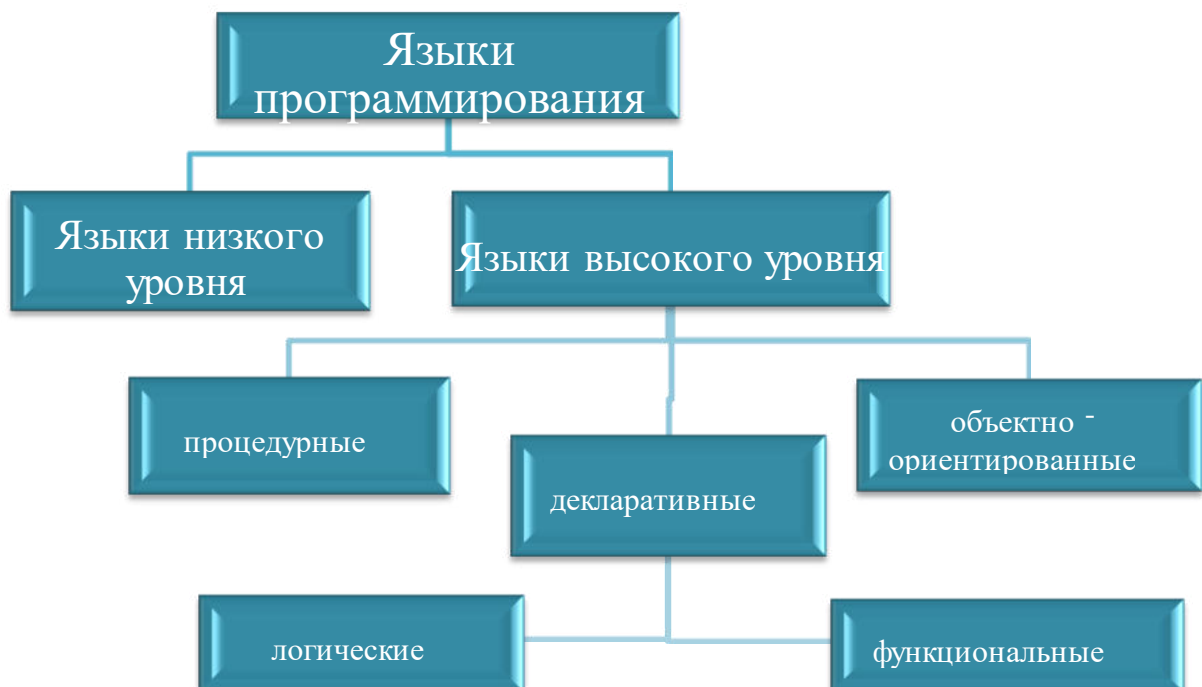 Языки
программирования
Языки низкого
уровня
Языки высокого уровня
процедурные
объектно -
ориентированные
декларативные
логические
функциональные